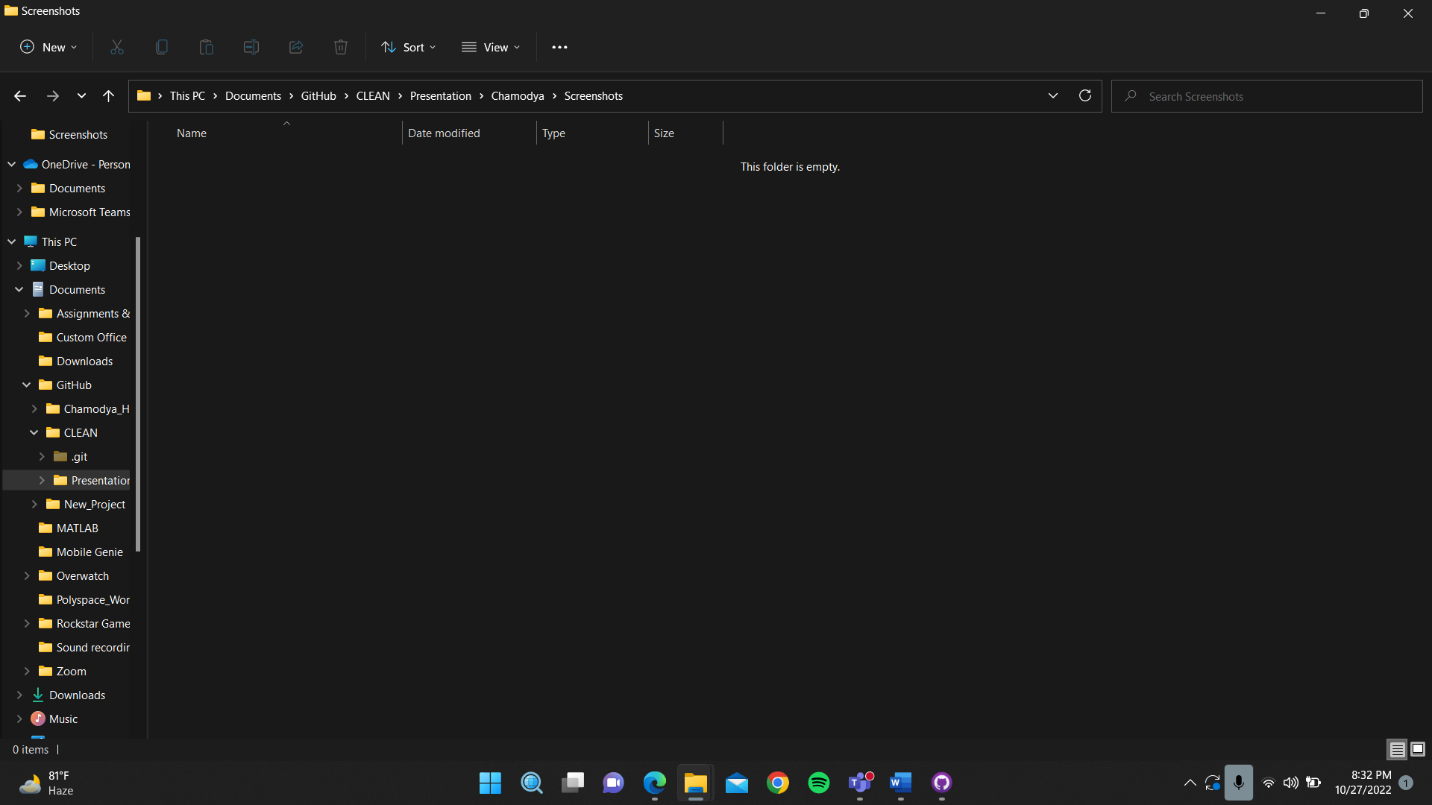 Screenshots
New
Sort
View
This PC
Documents
GitHub
CLEAN
Presentation
Chamodya
Screenshots
Search Screenshots
Name
Date modified
Type
Size
This folder is empty.
Screenshots
OneDrive - Person
Documents
Microsoft Teams
This PC
Desktop
Documents
Assignments &
Custom Office
Downloads
GitHub
Chamodya_H
CLEAN
.git
Presentation
New_Project
MATLAB
Mobile Genie
Overwatch
Polyspace_Wor
Rockstar Game
Sound recordin
Zoom
Downloads
Music
0 items
81°F
Haze
8:32 PM
10/27/2022
1